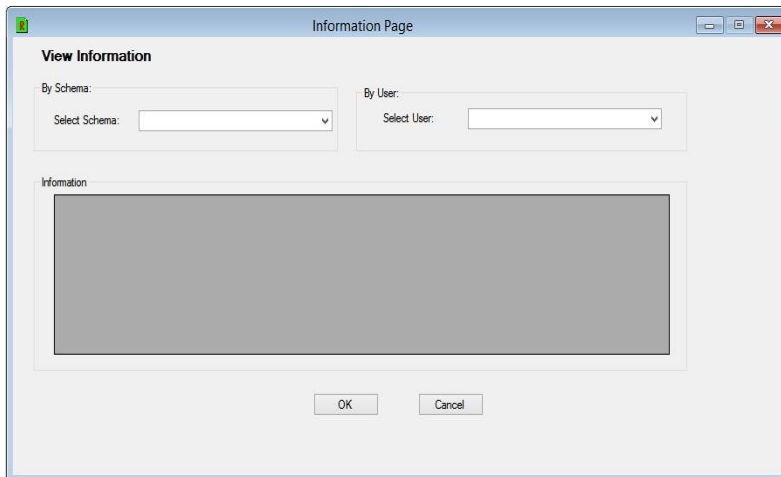 R
Information Page
View Information
By Schema:
Select Schema:
By User:
Select User:
Information
OK
Cancel